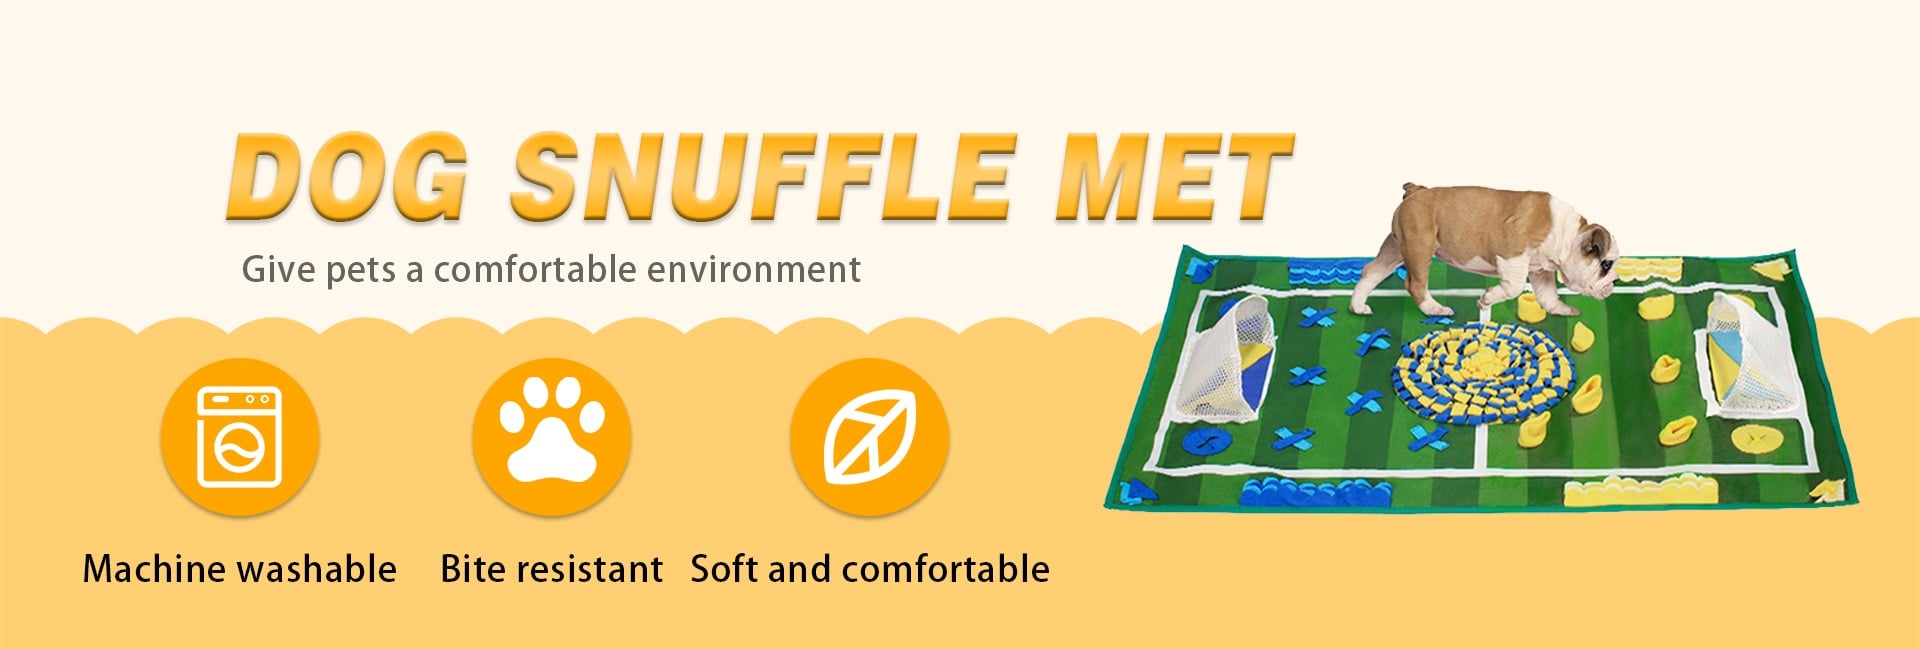 DOG SNUFFLE MET
Give pets a comfortable environment
Machine washable Bite resistant Soft and comfortable